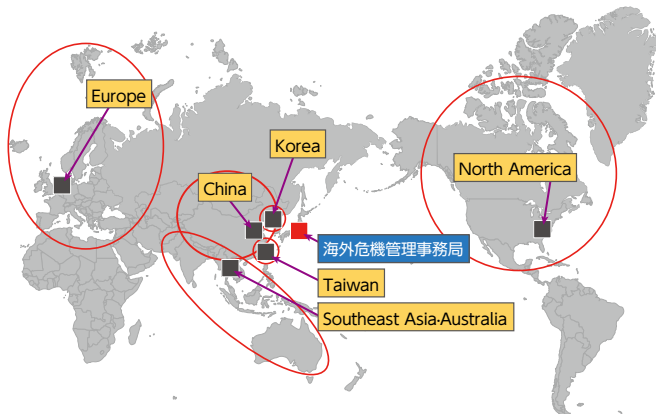 Europe
Korea
China
North America
海外危機管理事務局
Taiwan
Southeast Asia·Australia